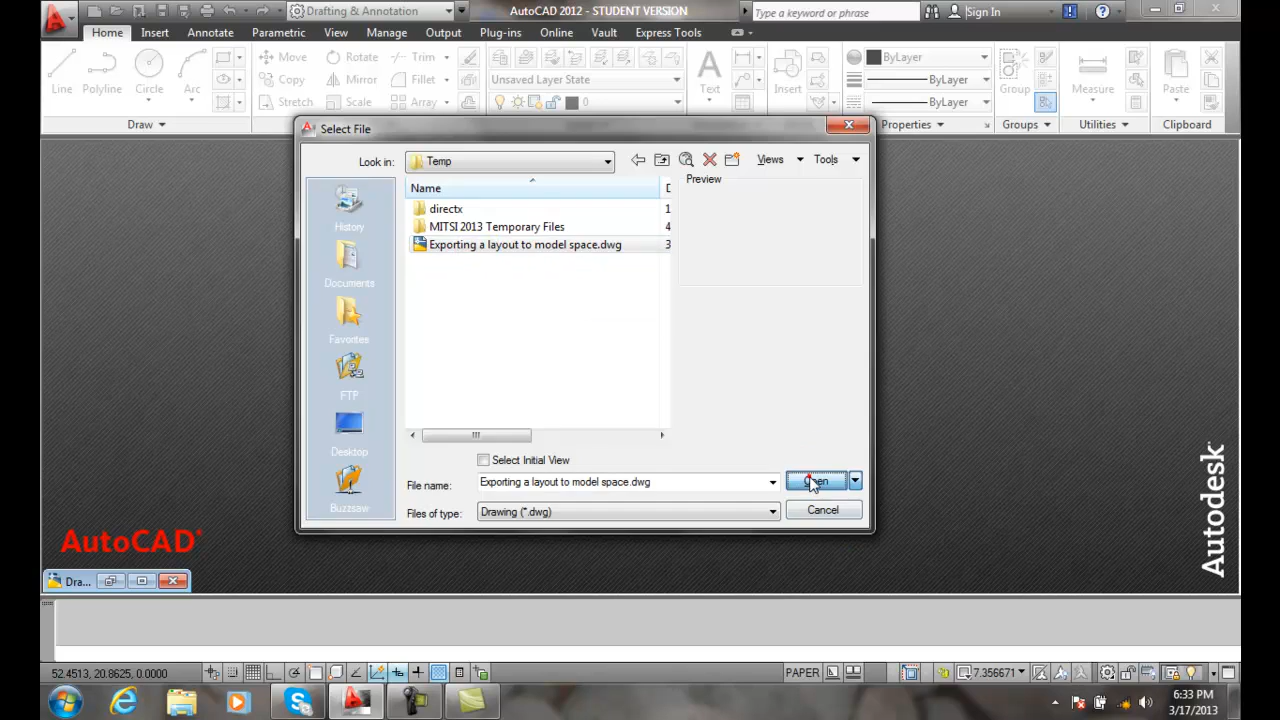 Drafting & Annotation
AutoCAD 2012 - STUDENT VERSION
Type a keyword or phrase
Sign In
Home
Insert
Annotate
Parametric
View
Manage
Output
Plug-ins
Online
Vault
Express Tools
Line
Polyline
Circle
Arc
Move
Rotate
Trim
Copy
Mirror
Fillet
Stretch
Scale
Array
Unsaved Layer State
0
Text
Insert
ByLayer
ByLayer
ByLayer
Group
Measure
Paste
Draw
Properties
Groups
Utilities
Clipboard
Select File
Look in:
Temp
Views
Tools
Name
D
Preview
directx
1
MITSI 2013 Temporary Files
4
Exporting a layout to model space.dwg
3
History
Documents
Favorites
FTP
Desktop
Buzzsaw
Select Initial View
File name:
Exporting a layout to model space.dwg
Open
Files of type:
Drawing (*.dwg)
Cancel
AutoCAD
Autodesk
Dra...
52.4513, 20.8625, 0.0000
PAPER
7.356671
6:33 PM
3/17/2013